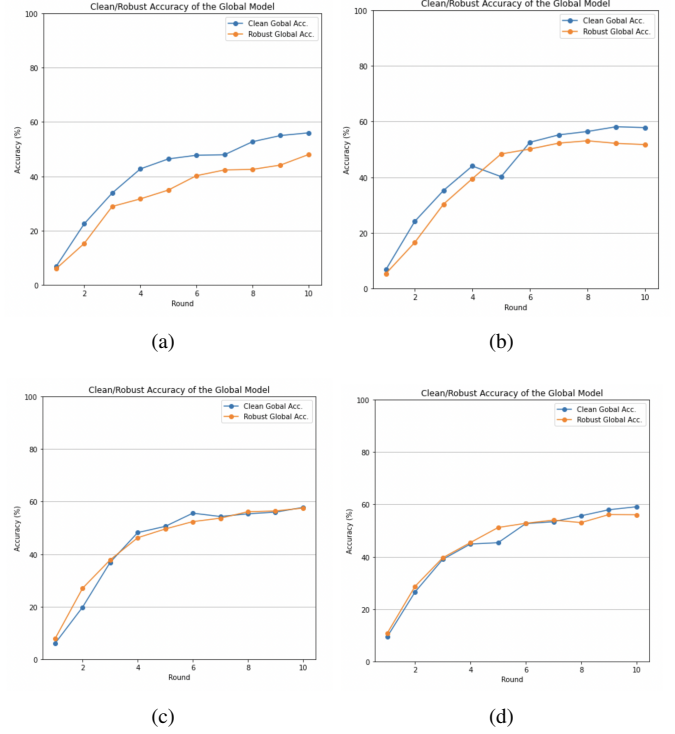 Clean/Robust Accuracy of the Global Model
Clean Gobal Acc.
Robust Global Acc.
Accuracy (%)
100
80
60
40
20
0
2 4 6 8 10
Round
(a)
Clean/Robust Accuracy of the Global Model
Clean Gobal Acc.
Robust Global Acc.
Accuracy (%)
100
80
60
40
20
0
2 4 6 8 10
Round
(b)
Clean/Robust Accuracy of the Global Model
Clean Gobal Acc.
Robust Global Acc.
Accuracy (%)
100
80
60
40
20
0
2 4 6 8 10
Round
(c)
Clean/Robust Accuracy of the Global Model
Clean Gobal Acc.
Robust Global Acc.
Accuracy (%)
100
80
60
40
20
0
2 4 6 8 10
Round
(d)